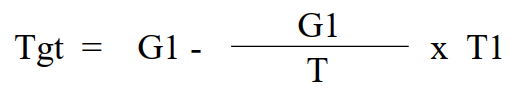 Tgt = G1 - G1 / T x T1